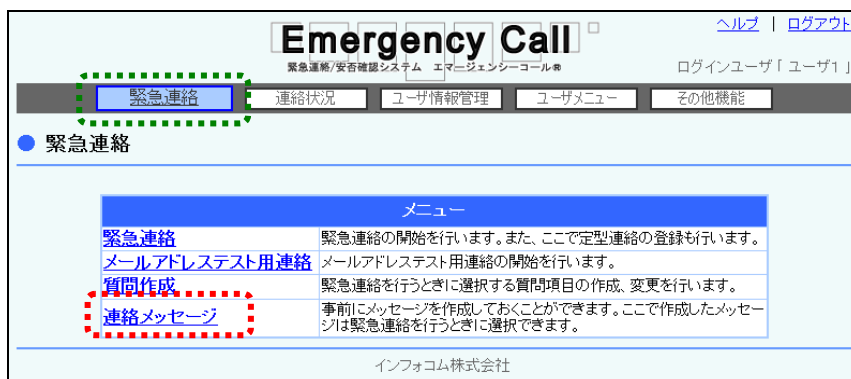 ヘルプ | ログアウト
Emergency Call
緊急連絡/安否確認システム エマージェンシーコール®
ログインユーザ「 ユーザ1 」
緊急連絡 連絡状況 ユーザ情報管理 ユーザメニュー その他機能
緊急連絡
メニュー
緊急連絡 緊急連絡の開始を行います。また、ここで定型連絡の登録も行います。
メールアドレステスト用連絡 メールアドレステスト用連絡の開始を行います。
質問作成 緊急連絡を行うときに選択する質問項目の作成、変更を行います。
連絡メッセージ 事前にメッセージを作成しておくことができます。ここで作成したメッセー
ジは緊急連絡を行うときに選択できます。
インフォコム株式会社